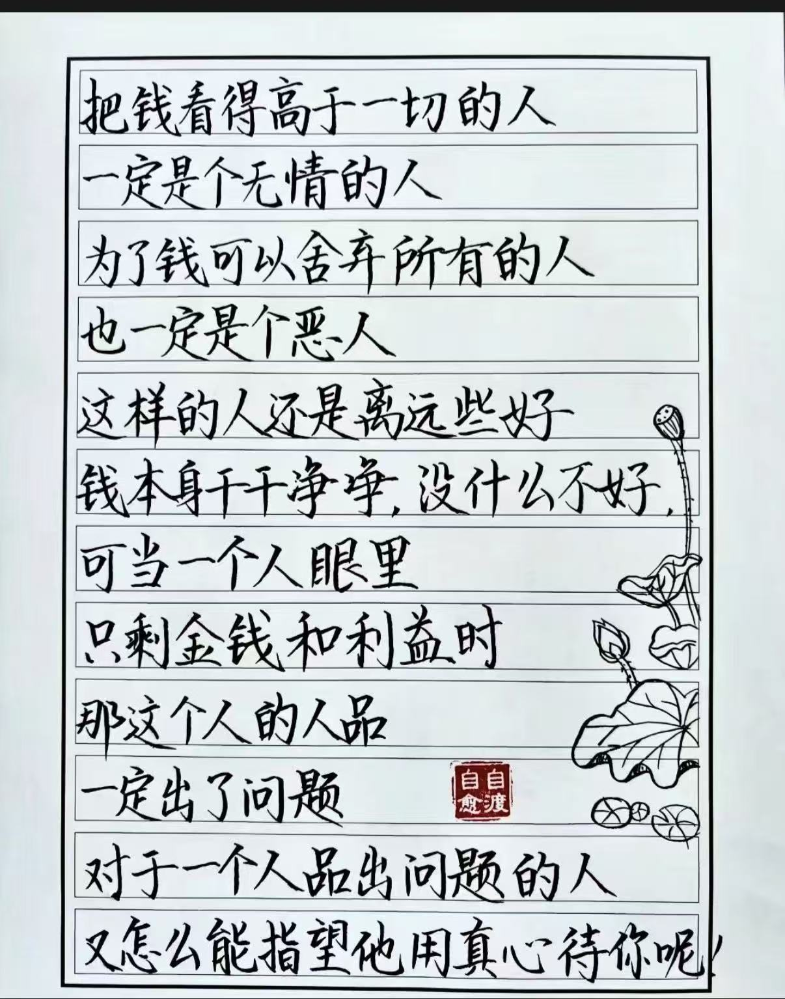 把钱看得高于一切的人
一定是个无情的人
为了钱可以舍弃所有的人
也一定是个恶人
这样的人还是离远些好
钱本身干干净净,没什么不好,
可当一个人眼里
只剩金钱和利益时
那这个人的人品
一定出了问题
自渡
自愈
对于一个人品出问题的人
又怎么能指望他用真心待你呢!